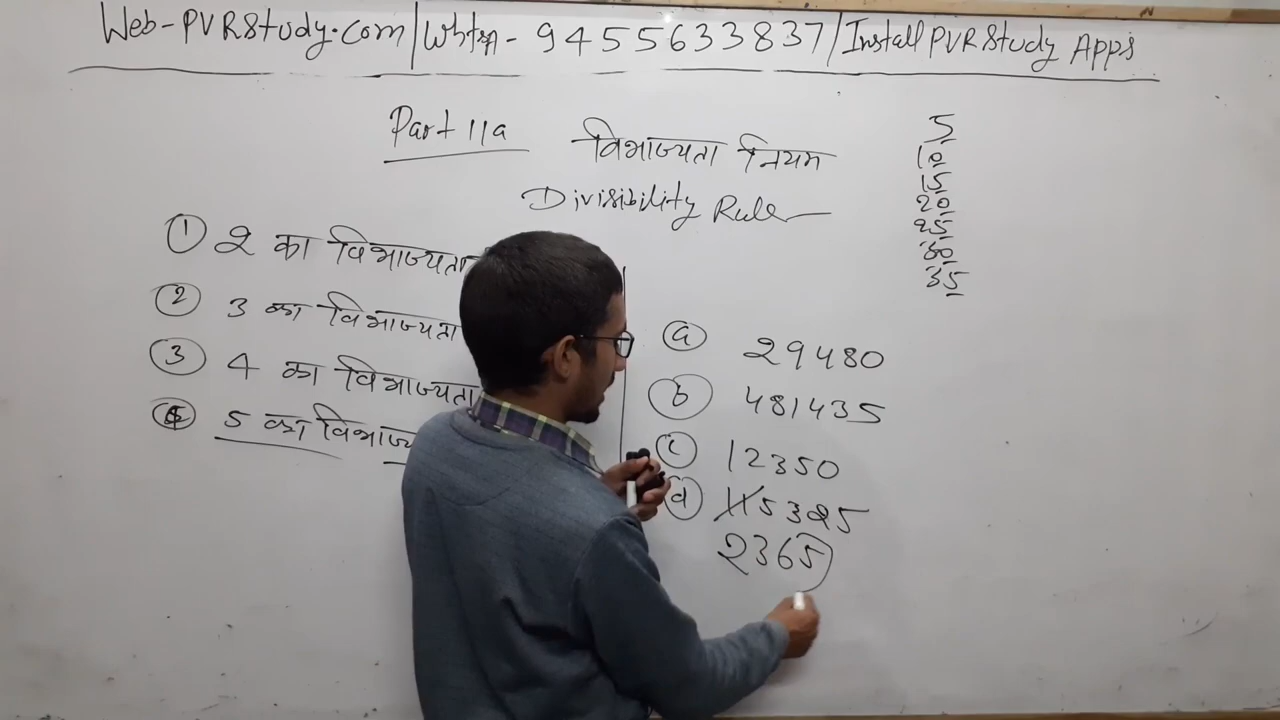 Web-PVRStudy.com/Whtsp-9455633837/Install PVRStudy Apps
Part 11a
विभाज्यता नियम
Divisibility Rule
① 2 का विभाज्यता
② 3 का विभाज्यता
③ 4 का विभाज्यता
④ 5 का विभाज्य
5
10
15
20
25
30
35
ⓐ 29480
ⓑ 481435
ⓒ 12350
ⓓ 115325
2365